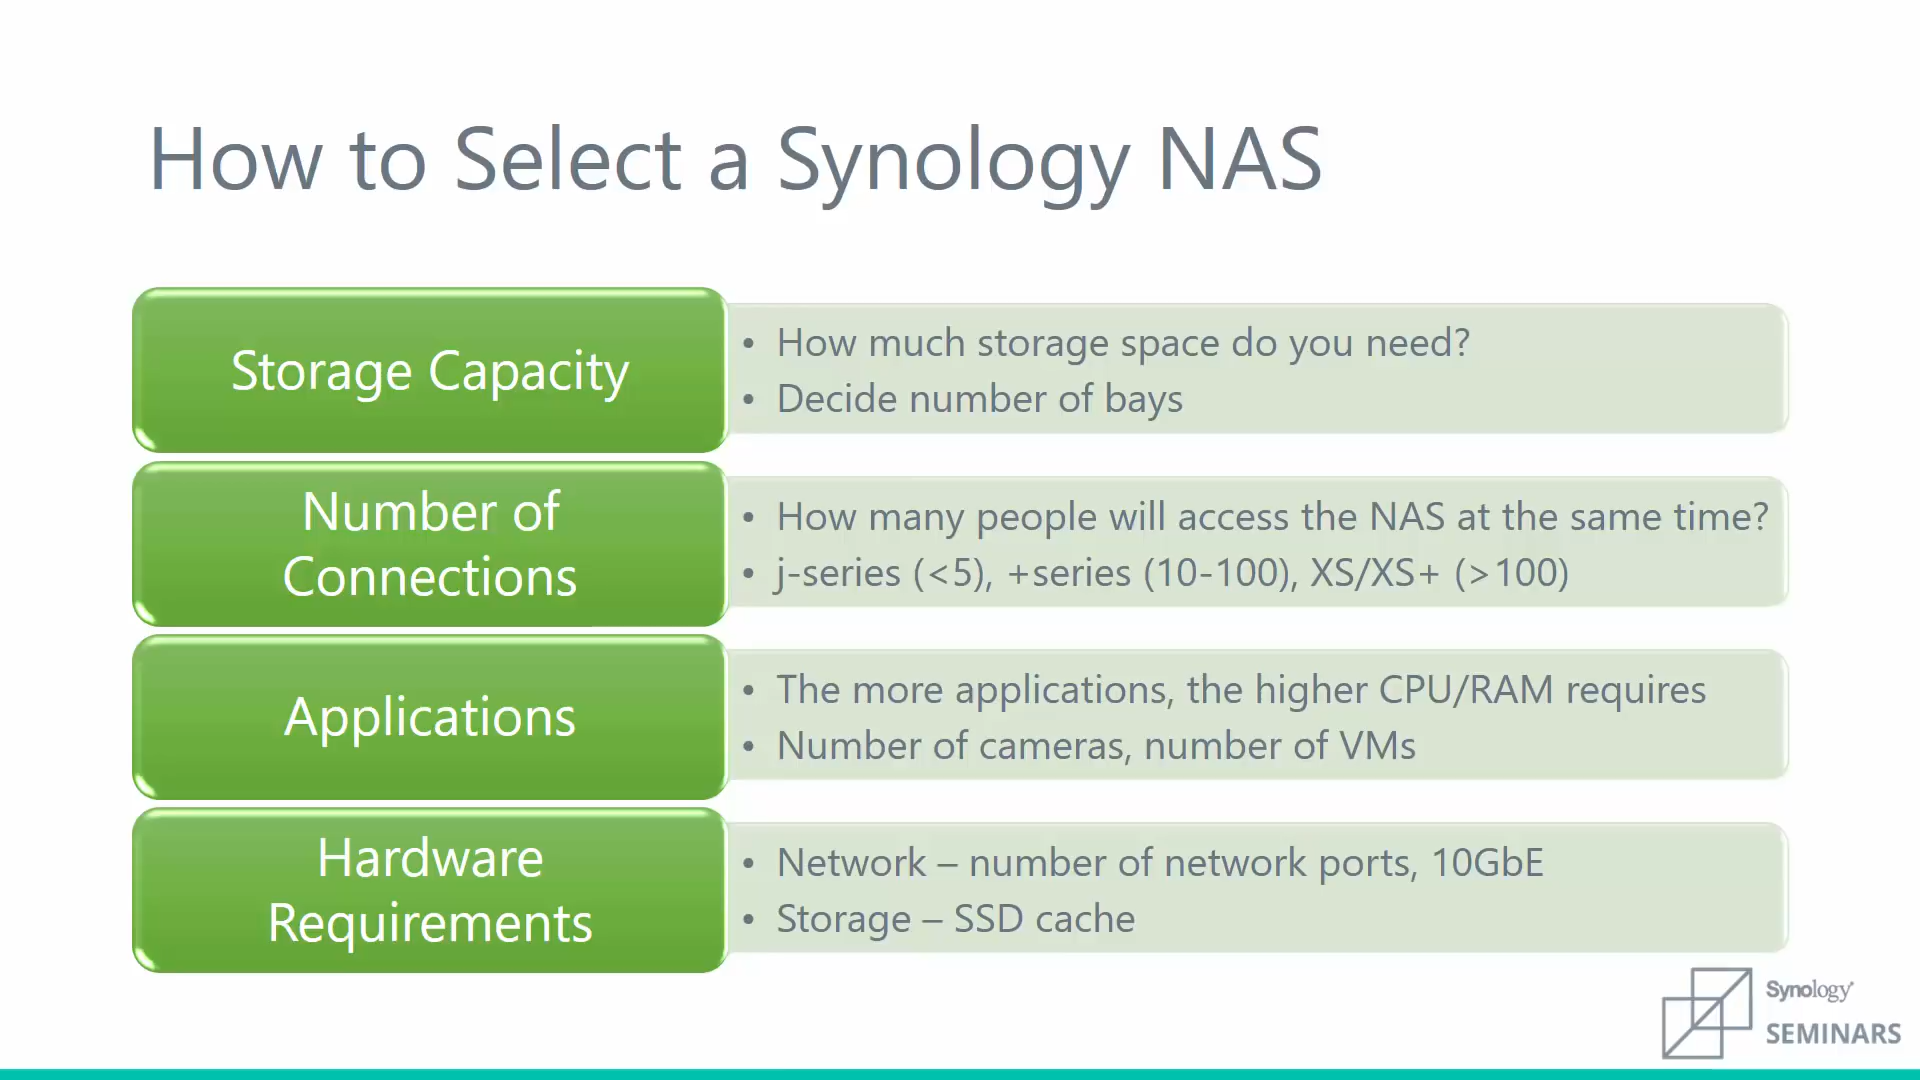 How to Select a Synology NAS
Storage Capacity
• How much storage space do you need?
• Decide number of bays
Number of
Connections
• How many people will access the NAS at the same time?
• j-series (<5), +series (10-100), XS/XS+ (>100)
Applications
• The more applications, the higher CPU/RAM requires
• Number of cameras, number of VMs
Hardware
Requirements
• Network – number of network ports, 10GbE
• Storage – SSD cache
Synology
SEMINARS